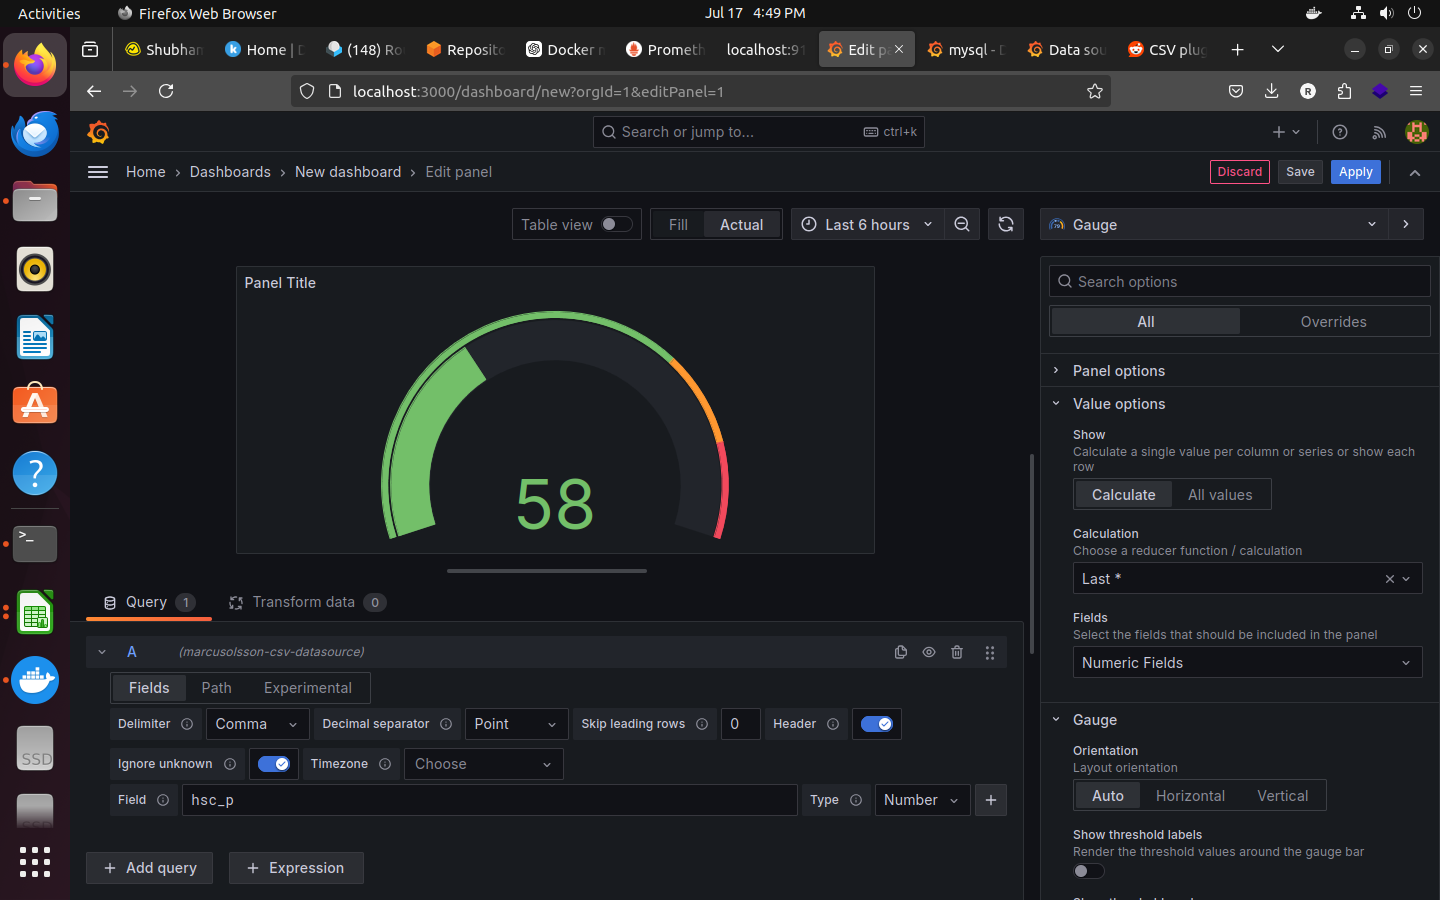 Activities
Firefox Web Browser
Jul 17 4:49 PM
Shubhan
Home | D
(148) Ro
Reposito
Docker n
Prometh
localhost:91
Edit pa
mysql - D
Data sou
CSV plug
localhost:3000/dashboard/new?orgId=1&editPanel=1
R
Search or jump to...
ctrl+k
Home › Dashboards › New dashboard › Edit panel
Discard
Save
Apply
Table view
Fill
Actual
Last 6 hours
Gauge
Panel Title
58
Search options
All
Overrides
Panel options
Value options
Show
Calculate a single value per column or series or show each
row
Calculate
All values
Calculation
Choose a reducer function / calculation
Last *
Fields
Select the fields that should be included in the panel
Numeric Fields
Gauge
Orientation
Layout orientation
Auto
Horizontal
Vertical
Show threshold labels
Render the threshold values around the gauge bar
Query 1
Transform data 0
A (marcusolsson-csv-datasource)
Fields
Path
Experimental
Delimiter
Comma
Decimal separator
Point
Skip leading rows
0
Header
Ignore unknown
Timezone
Choose
Field
hsc_p
Type
Number
+ Add query
+ Expression
>_
?
SSD